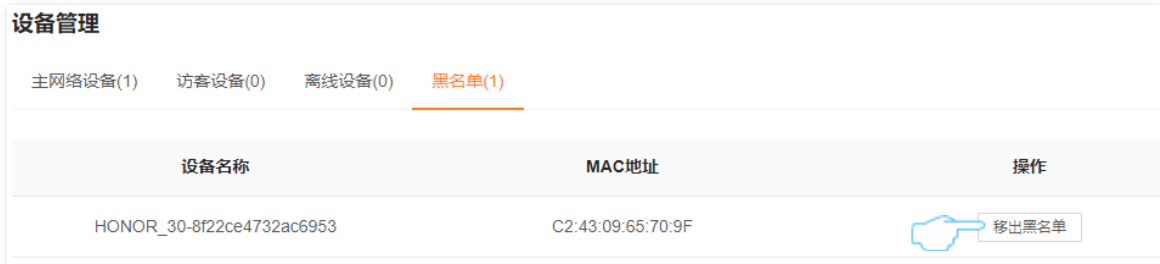 设备管理
主网络设备(1) 访客设备(0) 离线设备(0) 黑名单(1)
设备名称 MAC地址 操作
HONOR_30-8f22ce4732ac6953 C2:43:09:65:70:9F 移出黑名单